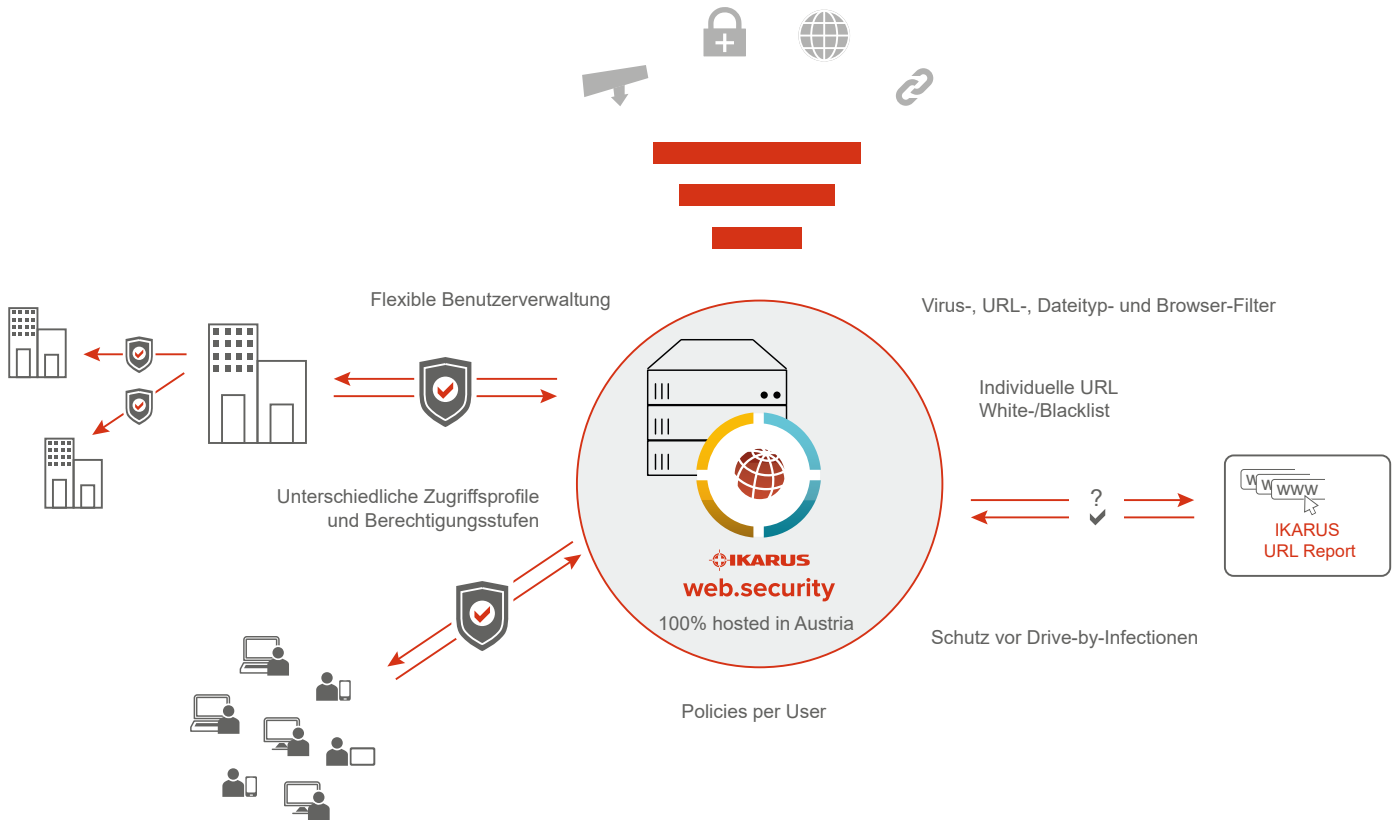 Flexible Benutzerverwaltung
Virus-, URL-, Dateityp- und Browser-Filter
Individuelle URL
White-/Blacklist
Unterschiedliche Zugriffsprofile
und Berechtigungsstufen
?
W
W
WWW
IKARUS
URL Report
IKARUS
web.security
100% hosted in Austria
Schutz vor Drive-by-Infectionen
Policies per User